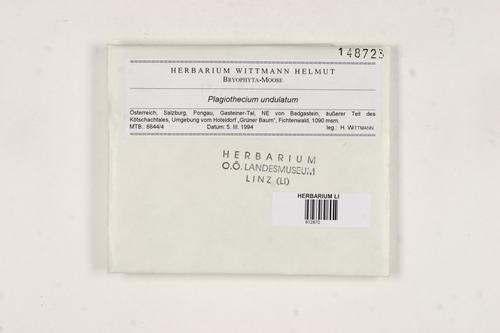 148723
HERBARIUM WITTMANN HELMUT
BRYOPHYTA-MOOSE
Plagiothecium undulatum
Österreich, Salzburg, Pongau, Gasteiner-Tal, NE von Badgastein, äußerer Teil des
Kötschachtales, Umgebung vom Hoteldorf „Grüner Baum", Fichtenwald, 1090 msm.
MTB.: 8644/4 Datum: 5. III. 1994 leg.: H. WITTMANN
HERBARIUM
O.Ö. LANDESMUSEUM
LINZ (LI)
HERBARIUM LI
612870